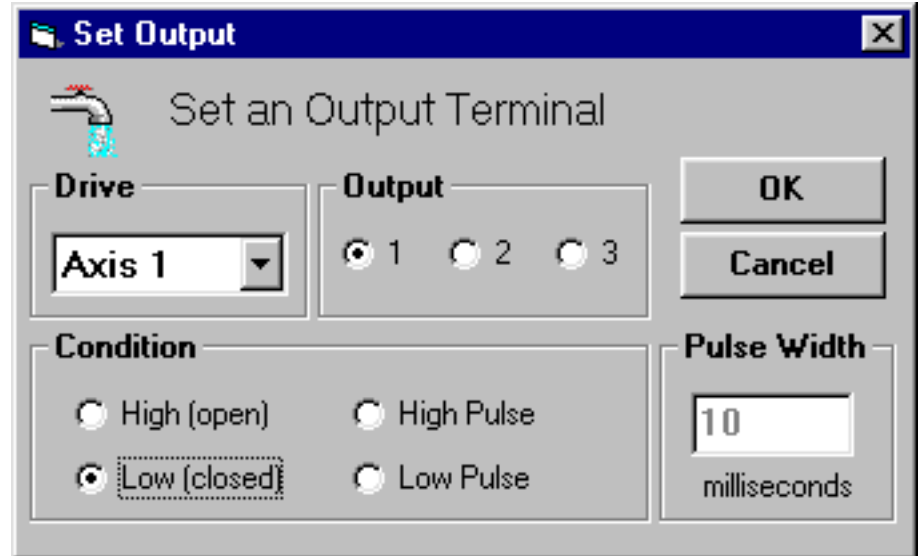 Set Output
Set an Output Terminal
Drive
Output
OK
Axis 1
1 2 3
Cancel
Condition
Pulse Width
High (open) High Pulse
10
Low (closed) Low Pulse
milliseconds